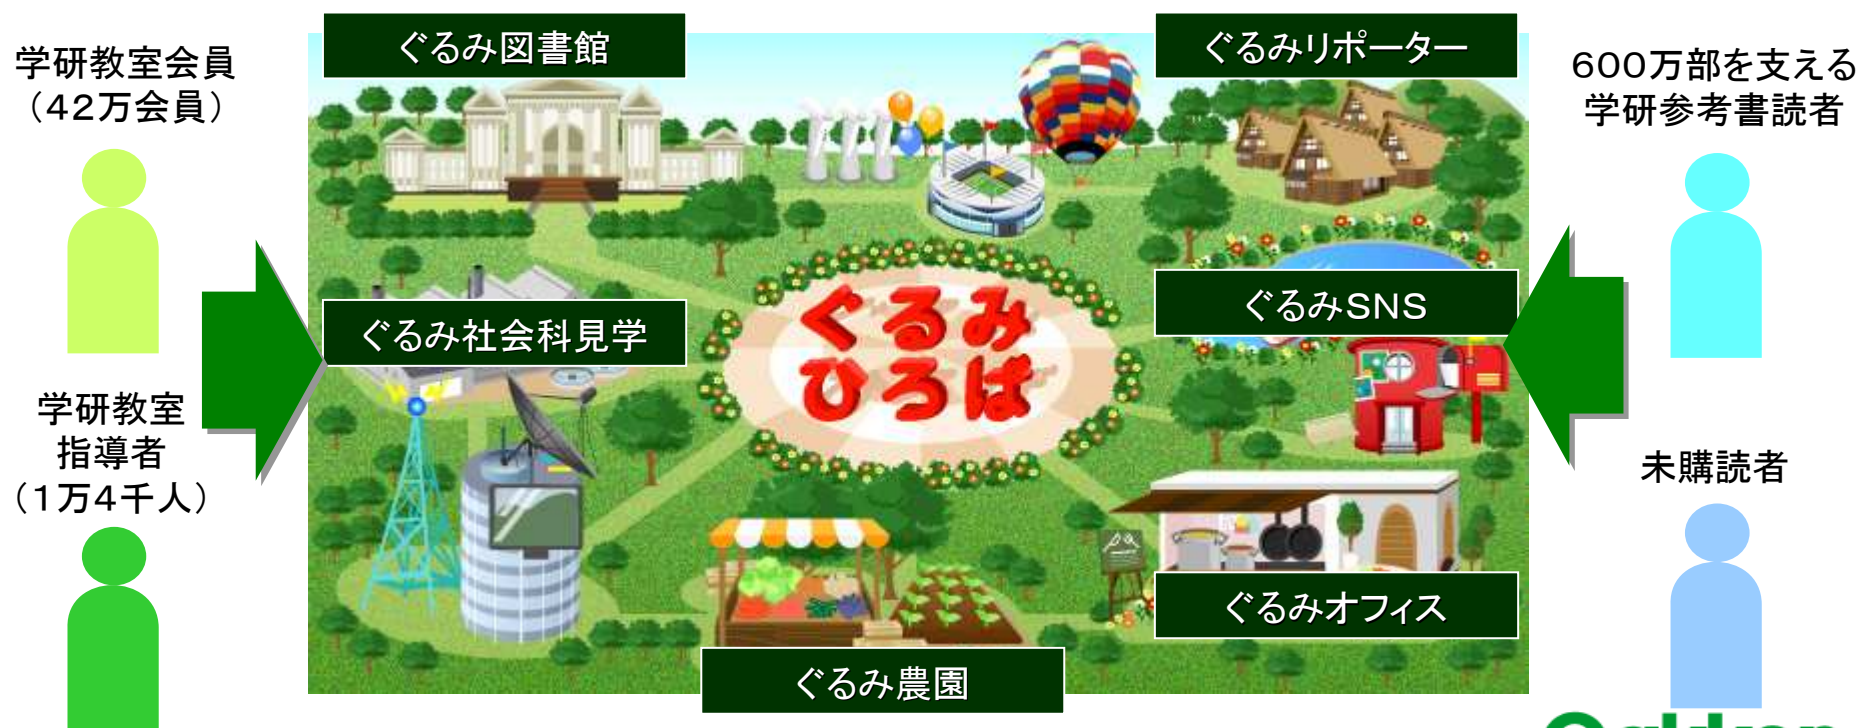 学研教室会員
（４２万会員）
学研教室
指導者
（１万４千人）
ぐるみ図書館
ぐるみリポーター
ぐるみ社会科見学
ぐるみSNS
ぐるみ
ひろば
ぐるみオフィス
ぐるみ農園
６００万部を支える
学研参考書読者
未購読者